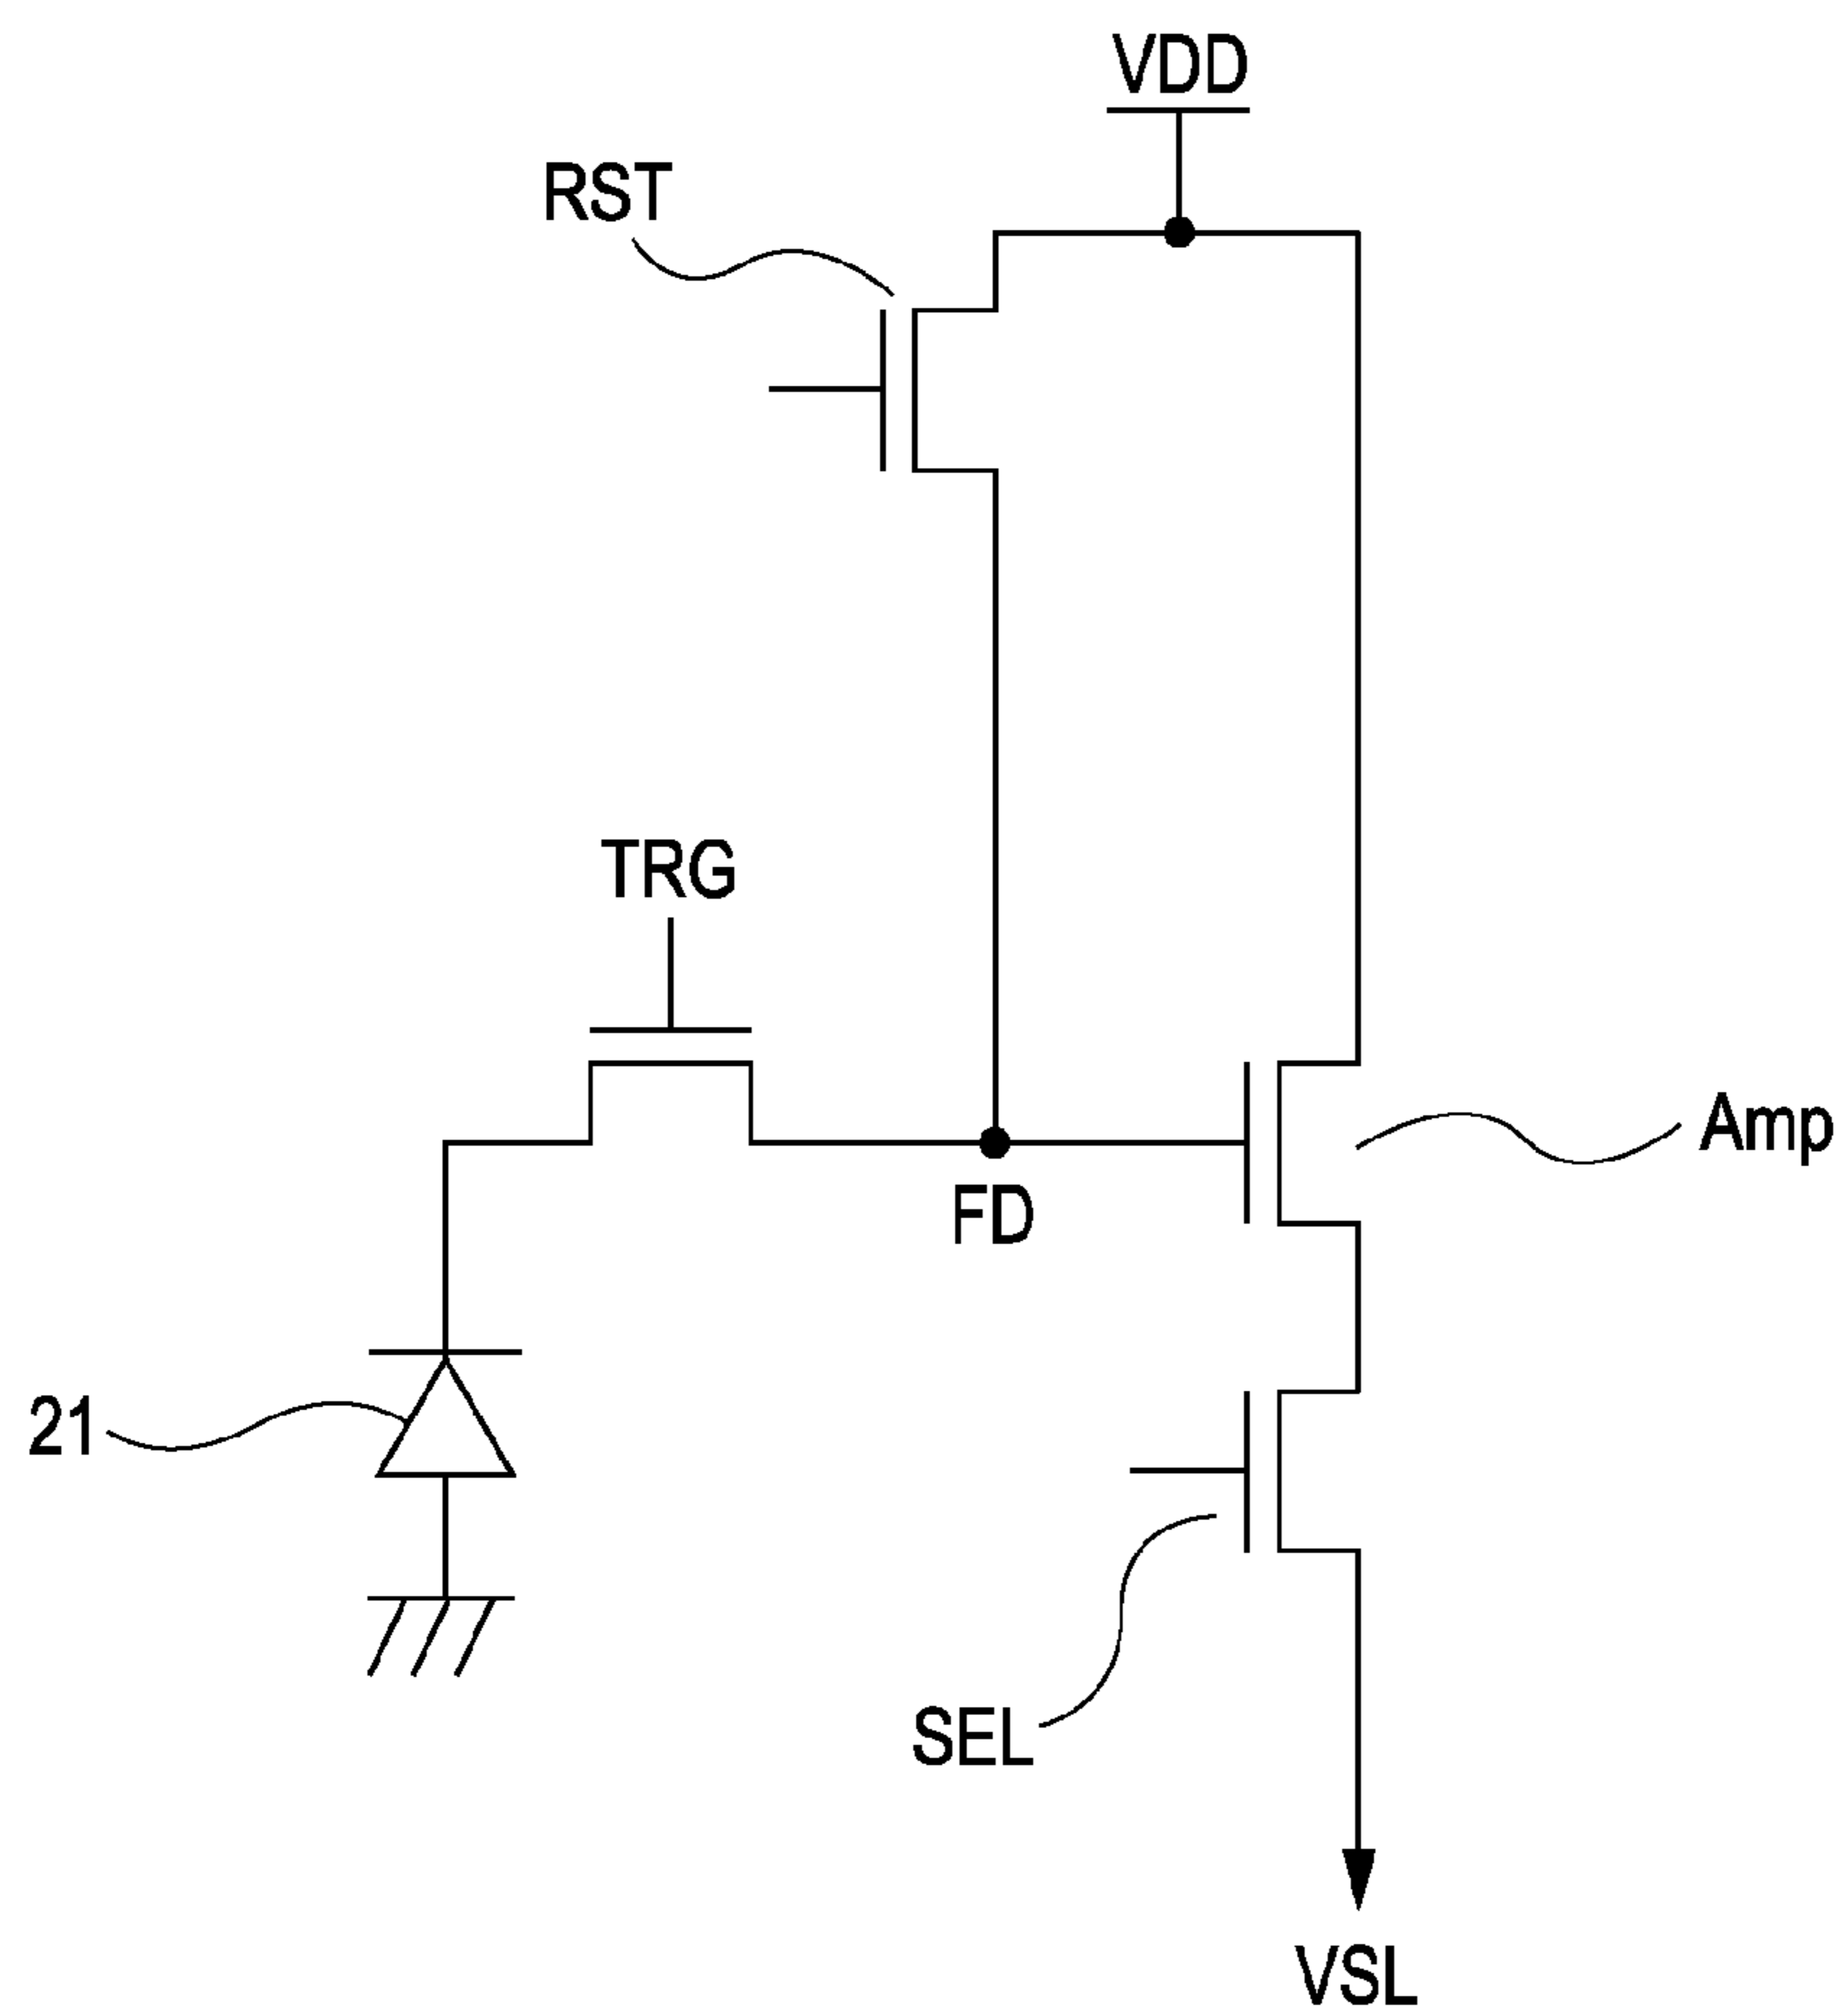 VDD
RST
TRG
Amp
FD
21
SEL
VSL